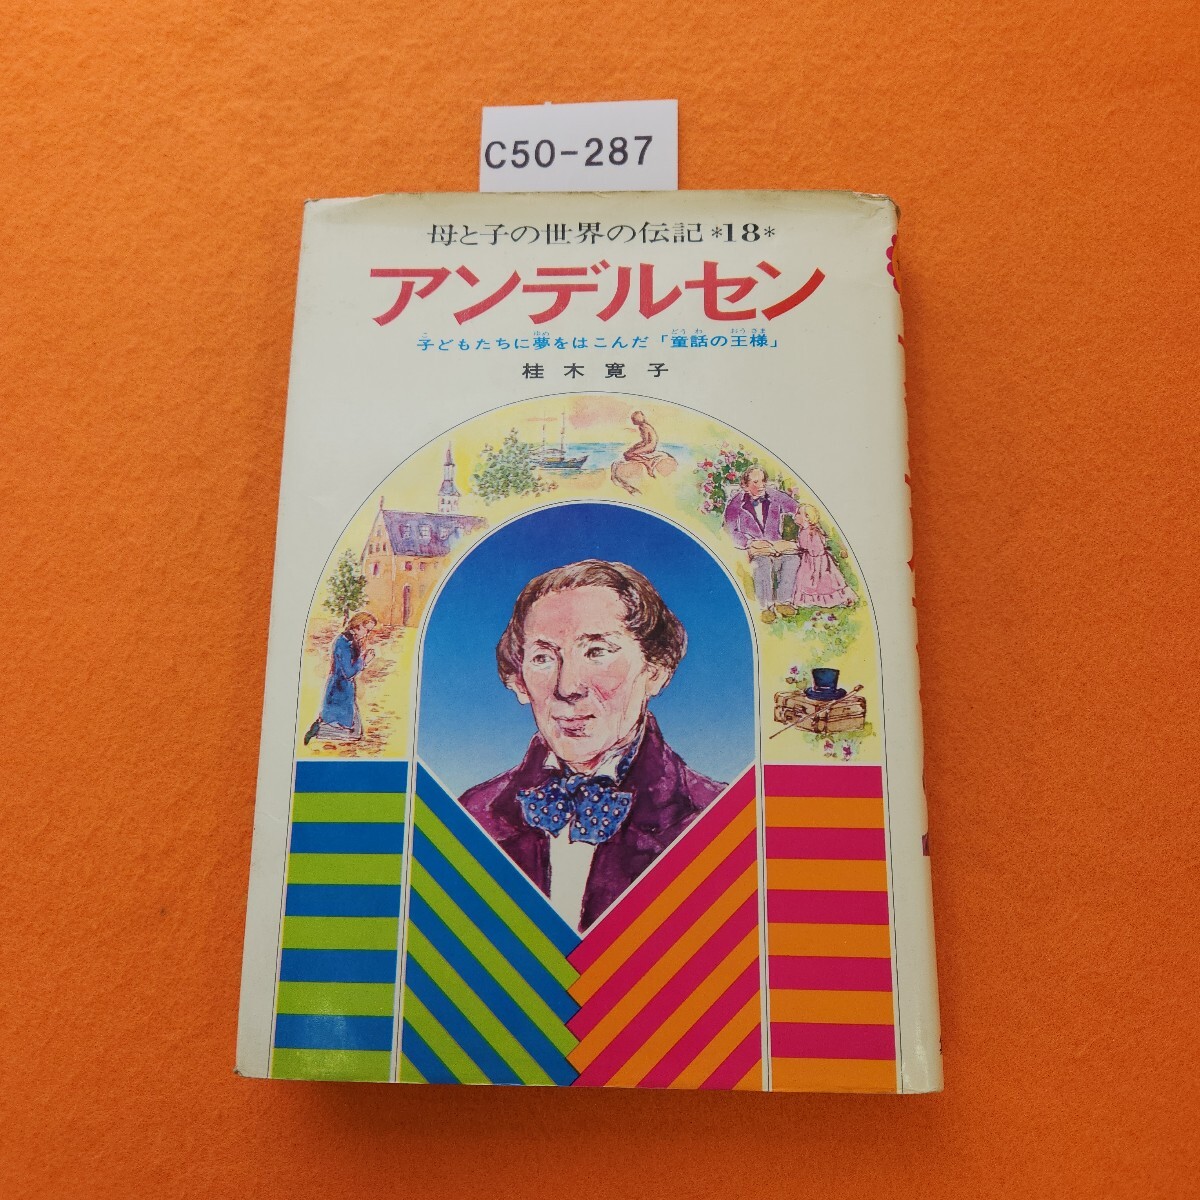 C50-287
母と子の世界の伝記 *18*
アンデルセン
子どもたちに夢をはこんだ「童話の王様」
桂木寛子